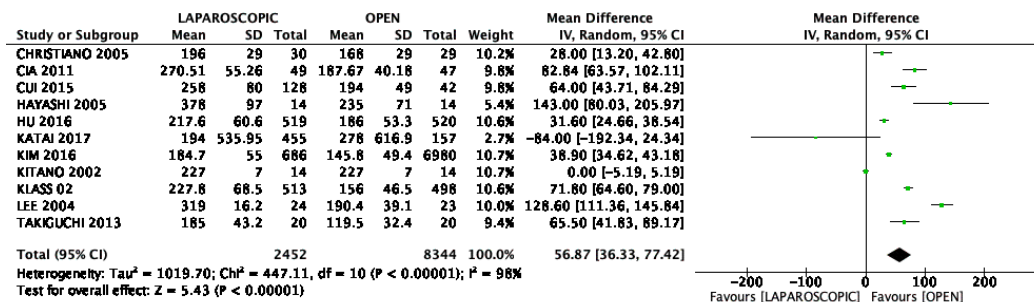 LAPAROSCOPIC OPEN Mean Difference Mean Difference
Study or Subgroup Mean SD Total Mean SD Total Weight IV, Random, 95% CI IV, Random, 95% CI
CHRISTIANO 2005 196 29 30 168 29 29 10.2% 28.00 [13.20, 42.80]
CIA 2011 270.51 55.26 49 187.67 40.18 47 9.8% 82.84 [63.57, 102.11]
CUI 2015 258 80 128 194 49 42 9.8% 64.00 [43.71, 84.29]
HAYASHI 2005 378 97 14 235 71 14 5.4% 143.00 [80.03, 205.97]
HU 2016 217.6 60.6 519 186 53.3 520 10.6% 31.60 [24.66, 38.54]
KATAI 2017 194 535.95 455 278 616.9 157 2.7% -84.00 [-192.34, 24.34]
KIM 2016 184.7 55 686 145.8 49.4 6980 10.7% 38.90 [34.62, 43.18]
KITANO 2002 227 7 14 227 7 14 10.7% 0.00 [-5.19, 5.19]
KLASS 02 227.8 68.5 513 156 46.5 498 10.6% 71.80 [64.60, 79.00]
LEE 2004 319 16.2 24 190.4 39.1 23 10.0% 128.60 [111.36, 145.84]
TAKIGUCHI 2013 185 43.2 20 119.5 32.4 20 9.4% 65.50 [41.83, 89.17]
Total (95% CI) 2452 8344 100.0% 56.87 [36.33, 77.42]
Heterogeneity: Tau² = 1019.70; Chi² = 447.11, df = 10 (P < 0.00001); I² = 98%
Test for overall effect: Z = 5.43 (P < 0.00001)
-200 -100 0 100 200
Favours [LAPAROSCOPIC] Favours [OPEN]